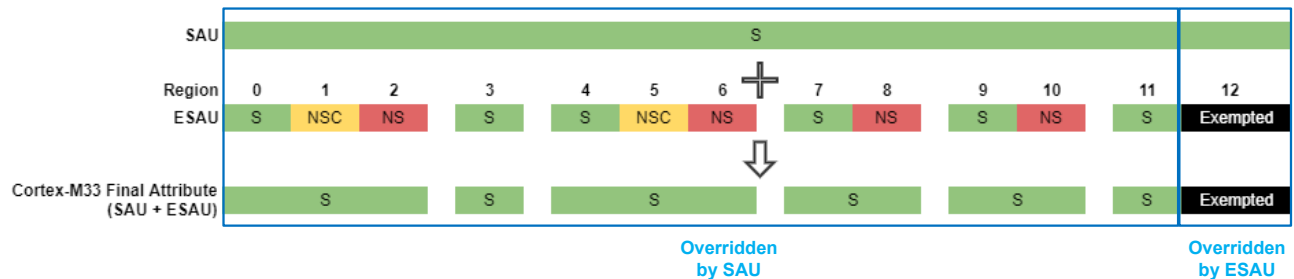 SAU S
Region 0 1 2 3 4 5 6 7 8 9 10 11 12
ESAU S NSC NS S S NSC NS S NS S NS S Exempted
Cortex-M33 Final Attribute
(SAU + ESAU) S S S S S S Exempted
Overridden Overridden
by SAU by ESAU